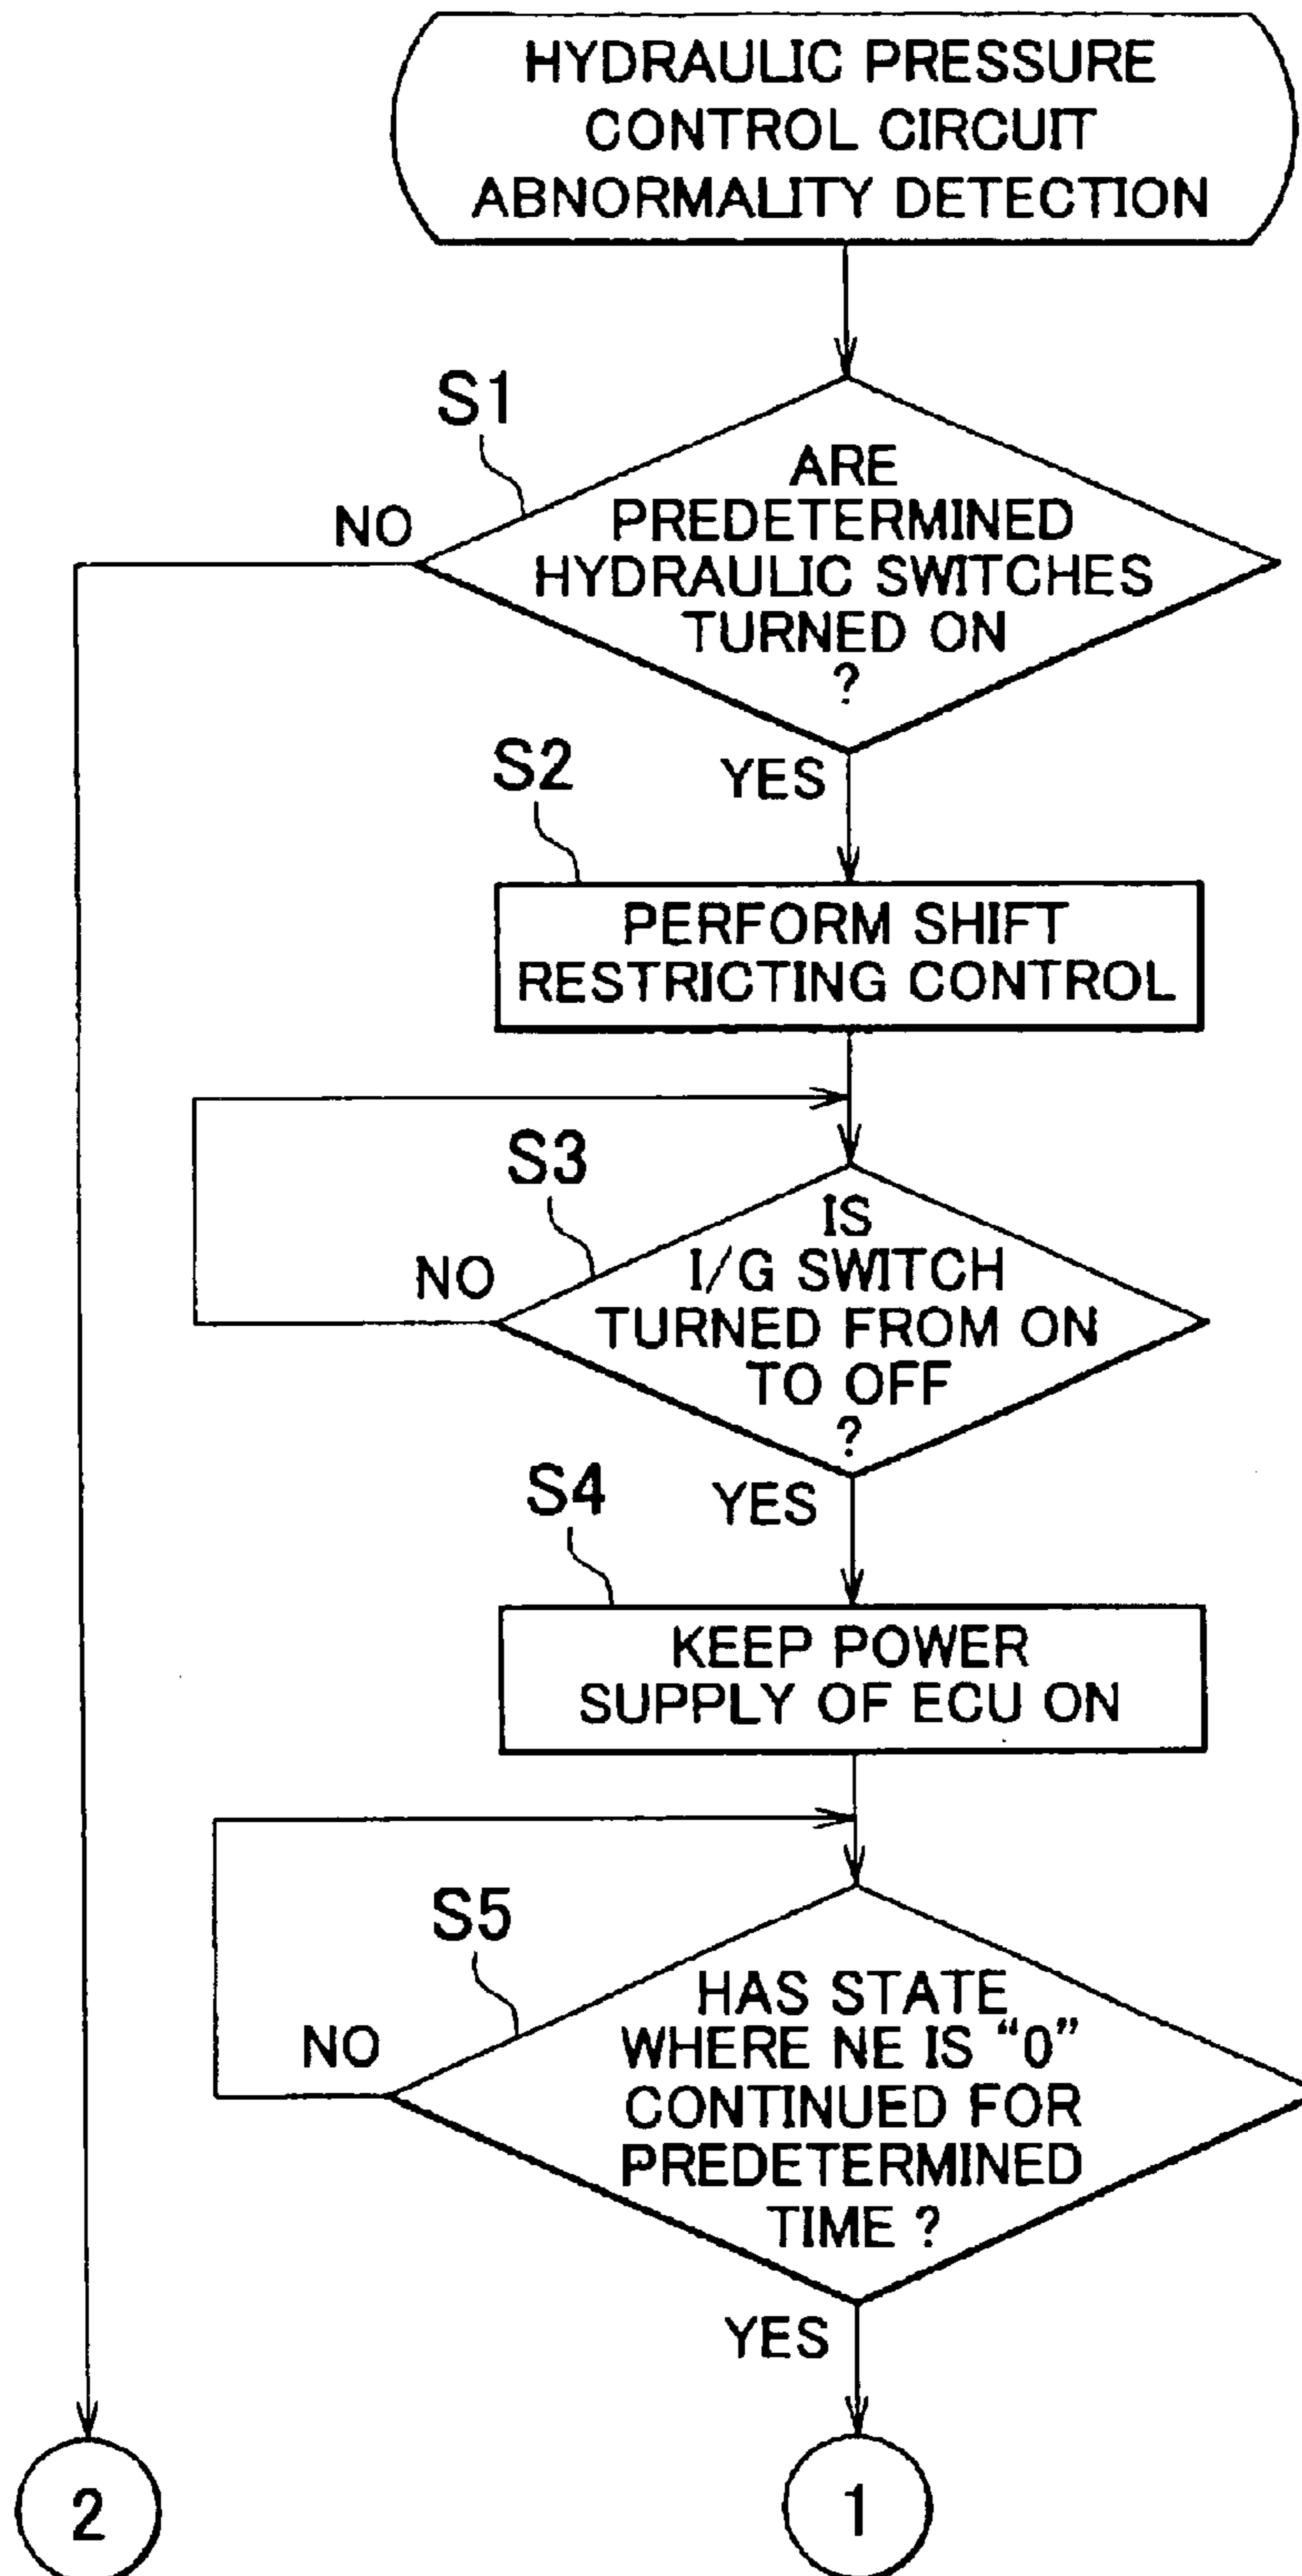 HYDRAULIC PRESSURE
CONTROL CIRCUIT
ABNORMALITY DETECTION
S1
NO
ARE
PREDETERMINED
HYDRAULIC SWITCHES
TURNED ON
?
YES
S2
PERFORM SHIFT
RESTRICTING CONTROL
S3
NO
IS
I/G SWITCH
TURNED FROM ON
TO OFF
?
YES
S4
KEEP POWER
SUPPLY OF ECU ON
S5
NO
HAS STATE
WHERE NE IS “0”
CONTINUED FOR
PREDETERMINED
TIME ?
YES
2
1